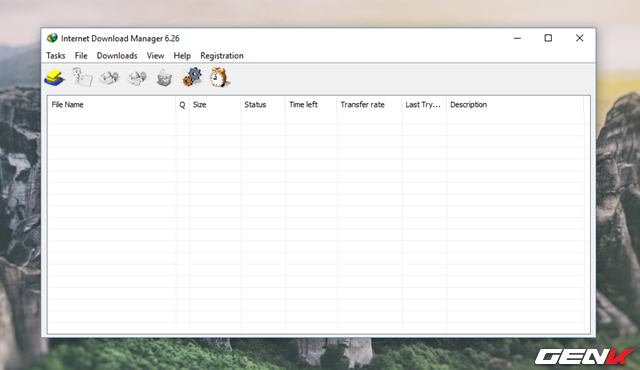 Internet Download Manager 6.26
Tasks File Downloads View Help Registration
File Name Q Size Status Time left Transfer rate Last Try... Description
GENK